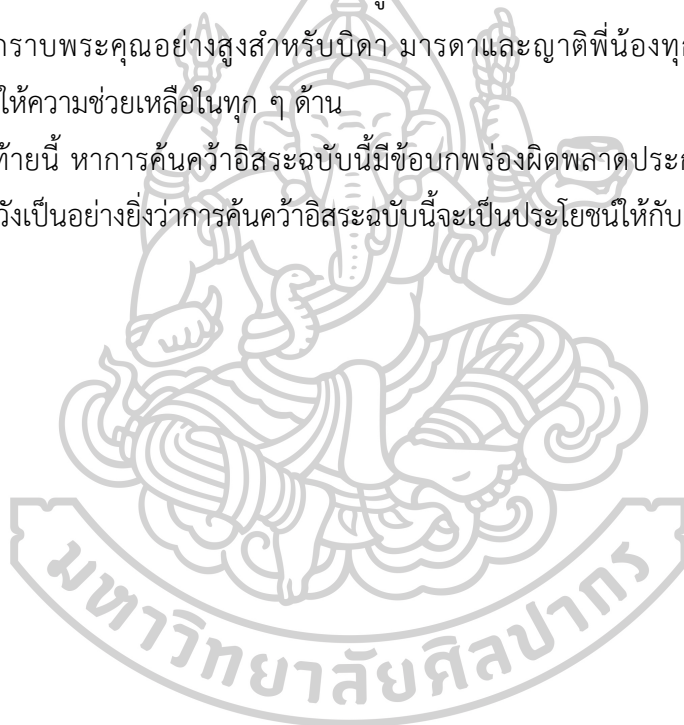 กราบพระคุณอย่างสูงสำหรับบิดา มารดาและญาติพี่น้องทุก
ให้ความช่วยเหลือในทุก ๆ ด้าน
ท้ายนี้ หาการค้นคว้าอิสระฉบับนี้มีข้อบกพร่องผิดพลาดประ
วังเป็นอย่างยิ่งว่าการค้นคว้าอิสระฉบับนี้จะเป็นประโยชน์ให้กับ
มหาวิทยาลัยศิลปากร